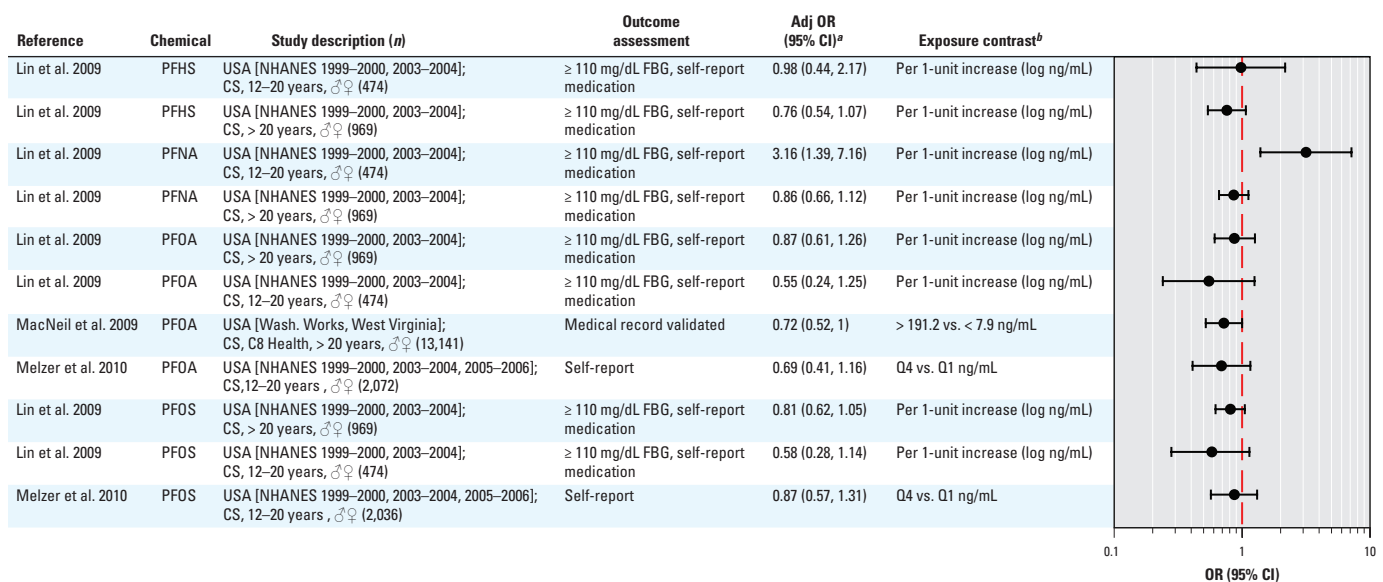 Reference Chemical Study description (n) Outcome assessment Adj OR (95% CI)a Exposure contrastb
Lin et al. 2009 PFHS USA [NHANES 1999–2000, 2003–2004]; ≥ 110 mg/dL FBG, self-report 0.98 (0.44, 2.17) Per 1-unit increase (log ng/mL)
CS, 12–20 years, ♂♀ (474) medication
Lin et al. 2009 PFHS USA [NHANES 1999–2000, 2003–2004]; ≥ 110 mg/dL FBG, self-report 0.76 (0.54, 1.07) Per 1-unit increase (log ng/mL)
CS, > 20 years, ♂♀ (969) medication
Lin et al. 2009 PFNA USA [NHANES 1999–2000, 2003–2004]; ≥ 110 mg/dL FBG, self-report 3.16 (1.39, 7.16) Per 1-unit increase (log ng/mL)
CS, 12–20 years, ♂♀ (474) medication
Lin et al. 2009 PFNA USA [NHANES 1999–2000, 2003–2004]; ≥ 110 mg/dL FBG, self-report 0.86 (0.66, 1.12) Per 1-unit increase (log ng/mL)
CS, > 20 years, ♂♀ (969) medication
Lin et al. 2009 PFOA USA [NHANES 1999–2000, 2003–2004]; ≥ 110 mg/dL FBG, self-report 0.87 (0.61, 1.26) Per 1-unit increase (log ng/mL)
CS, > 20 years, ♂♀ (969) medication
Lin et al. 2009 PFOA USA [NHANES 1999–2000, 2003–2004]; ≥ 110 mg/dL FBG, self-report 0.55 (0.24, 1.25) Per 1-unit increase (log ng/mL)
CS, 12–20 years, ♂♀ (474) medication
MacNeil et al. 2009 PFOA USA [Wash. Works, West Virginia]; Medical record validated 0.72 (0.52, 1) > 191.2 vs. < 7.9 ng/mL
CS, C8 Health, > 20 years, ♂♀ (13,141)
Melzer et al. 2010 PFOA USA [NHANES 1999–2000, 2003–2004, 2005–2006]; Self-report 0.69 (0.41, 1.16) Q4 vs. Q1 ng/mL
CS,12–20 years , ♂♀ (2,072)
Lin et al. 2009 PFOS USA [NHANES 1999–2000, 2003–2004]; ≥ 110 mg/dL FBG, self-report 0.81 (0.62, 1.05) Per 1-unit increase (log ng/mL)
CS, > 20 years, ♂♀ (969) medication
Lin et al. 2009 PFOS USA [NHANES 1999–2000, 2003–2004]; ≥ 110 mg/dL FBG, self-report 0.58 (0.28, 1.14) Per 1-unit increase (log ng/mL)
CS, 12–20 years, ♂♀ (474) medication
Melzer et al. 2010 PFOS USA [NHANES 1999–2000, 2003–2004, 2005–2006]; Self-report 0.87 (0.57, 1.31) Q4 vs. Q1 ng/mL
CS, 12–20 years , ♂♀ (2,036)
0.1 1 10
OR (95% CI)